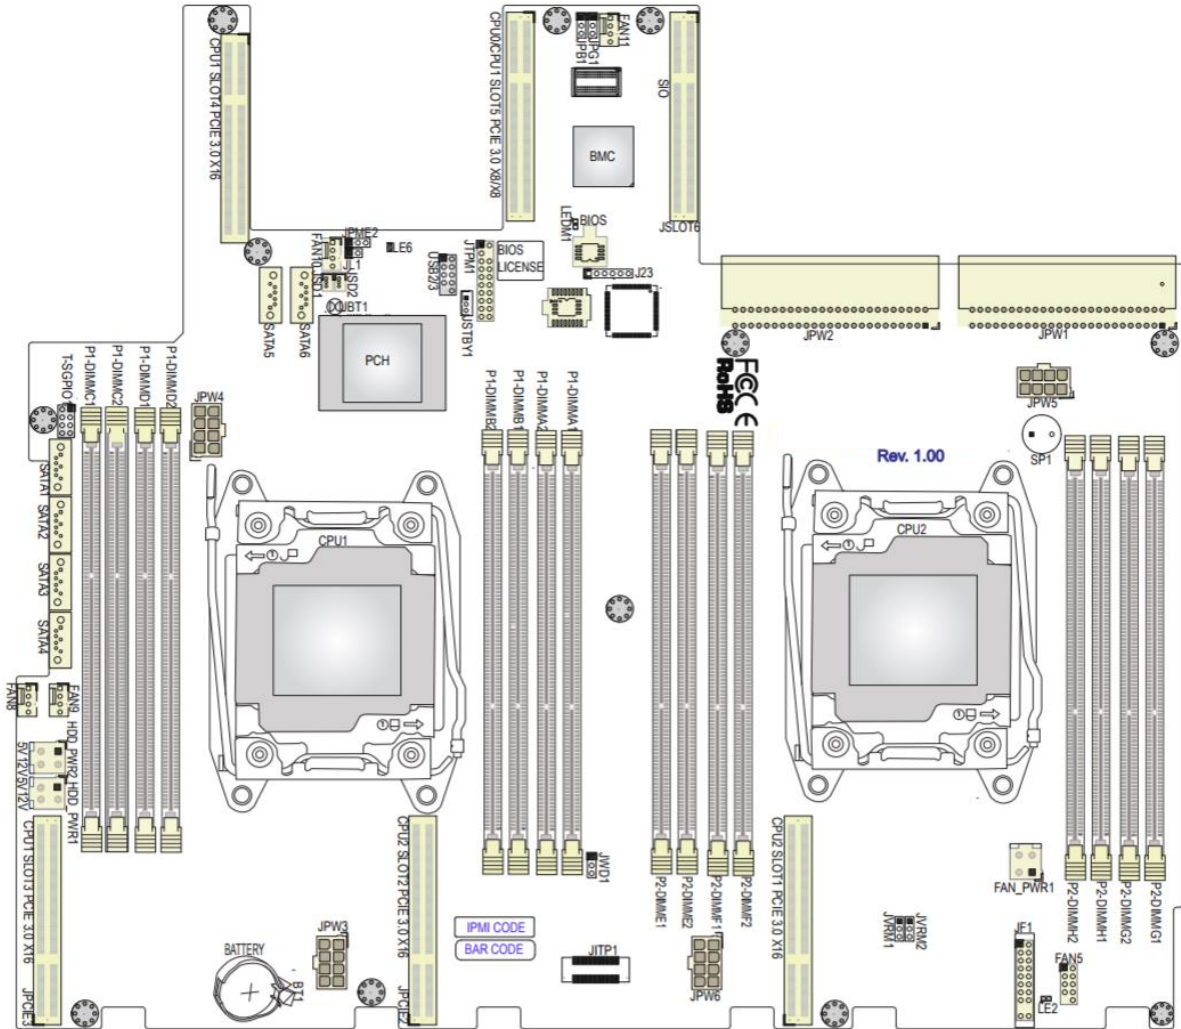 CPU1 SLOT4 PCIE 3.0 X16
CPU0/CPU1 SLOT5 PCIE 3.0 X8/X8
JPB1
JPG1
FAN11
SIO
BMC
LEDM1
BIOS
JSLOT6
FAN10
JPME2
JL1
LE6
USB2/3
JTPM1
BIOS
LICENSE
J23
JSD1
JSD2
JBT1
JSTBY1
SATA5
SATA6
PCH
JPW2
JPW1
T-SGPIO1
P1-DIMMC1
P1-DIMMC2
P1-DIMMD1
P1-DIMMD2
JPW4
P1-DIMMB2
P1-DIMMB1
P1-DIMMA2
P1-DIMMA1
FCC CE
RoHS
JPW5
SP1
Rev. 1.00
SATA1
SATA2
SATA3
SATA4
CPU1
CPU2
FAN8
FAN9
HDD_PWR2
HDD_PWR1
5V12V5V12V
CPU1 SLOT3 PCIE 3.0 X16
CPU2 SLOT2 PCIE 3.0 X16
CPU2 SLOT1 PCIE 3.0 X16
JWD1
P2-DIMME1
P2-DIMME2
P2-DIMMF1
P2-DIMMF2
FAN_PWR1
P2-DIMMH2
P2-DIMMH1
P2-DIMMG2
P2-DIMMG1
JPW3
IPMI CODE
BAR CODE
BATTERY
BT1
JITP1
JPW6
JVRM1
JVRM2
JF1
FAN5
LE2
JPCIE3
JPCIE2